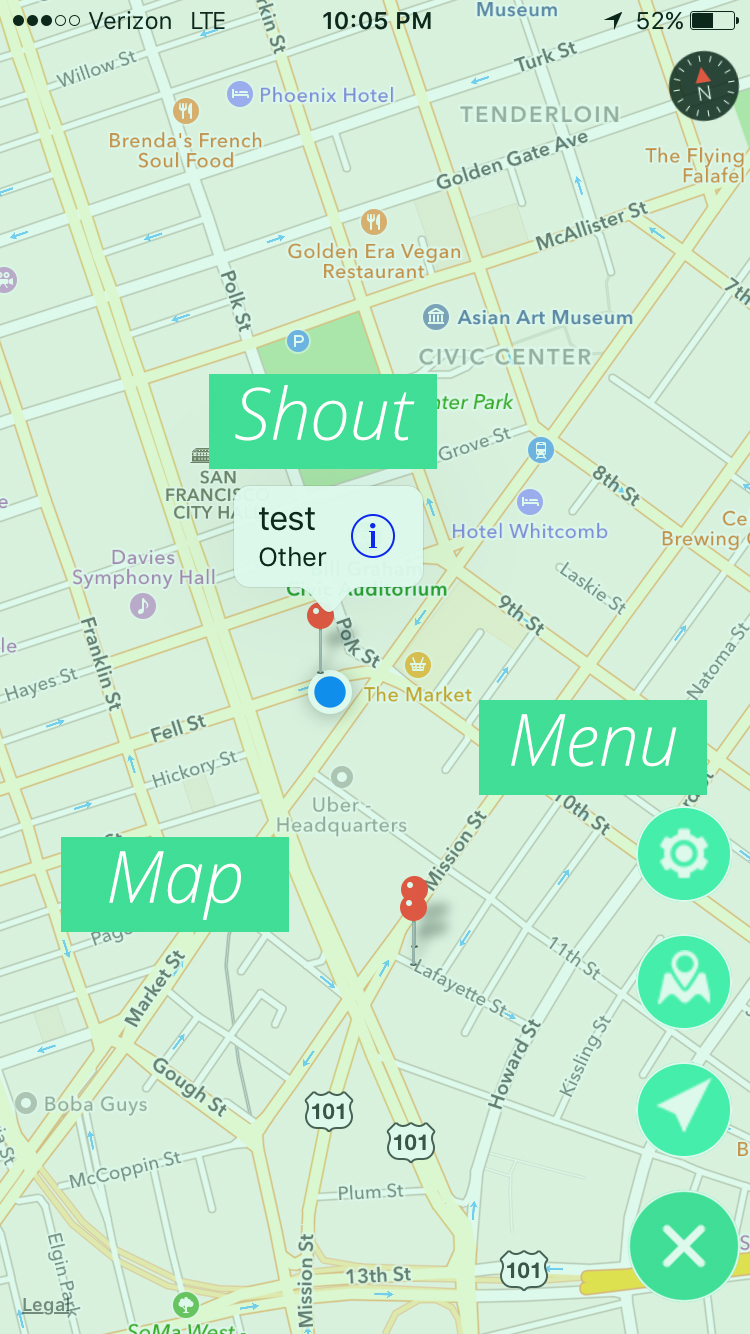 Verizon LTE 10:05 PM 52%
Museum
Willow St
Turk St
Phoenix Hotel
N
TENDERLOIN
Brenda's French
Soul Food
Golden Gate Ave
The Flying
Falafel
McAllister St
Golden Era Vegan
Restaurant
Polk St
7th
P
Asian Art Museum
CIVIC CENTER
Shout
nter Park
Grove St
SAN
FRANCISCO
CITY HA
8th St
Hotel Whitcomb
Ce
Brewing
test
Other
i
Davies
Symphony Hall
Civic Auditorium
Laskie St
9th St
Polk St
Natoma St
le
Franklin St
Hayes St
The Market
Fell St
Menu
Hickory St
10th St
Uber -
Headquarters
Mission St
Map
Page
Market St
11th St
Lafayette St
Howard St
Kissling St
Gough St
Boba Guys
101
101
McCoppin St
Plum St
Elgin Park
Mission St
13th St
101
Legal
SoMa West